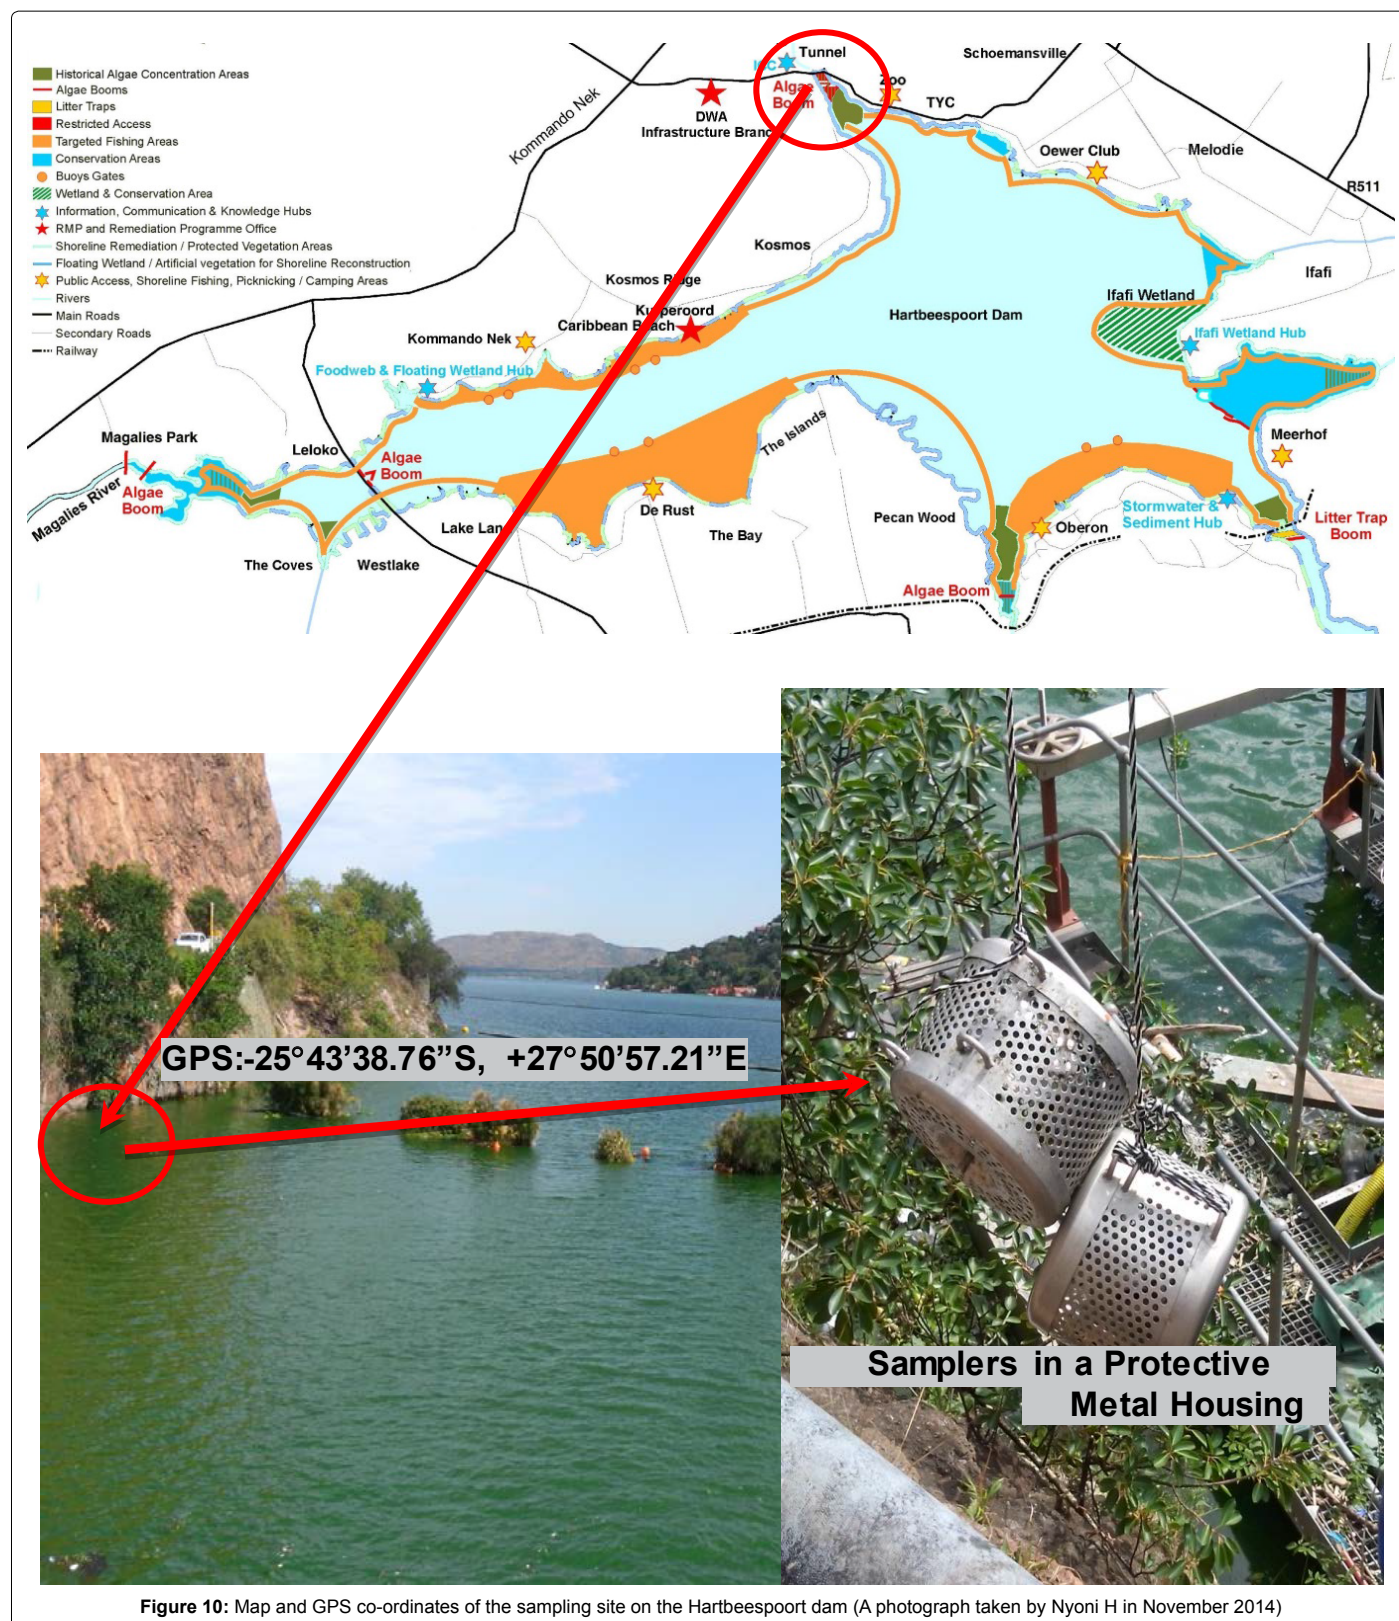 Historical Algae Concentration Areas
Algae Booms
Litter Traps
Restricted Access
Targeted Fishing Areas
Conservation Areas
Buoys Gates
Wetland & Conservation Area
Information, Communication & Knowledge Hubs
RMP and Remediation Programme Office
Shoreline Remediation / Protected Vegetation Areas
Floating Wetland / Artificial vegetation for Shoreline Reconstruction
Public Access, Shoreline Fishing, Picknicking / Camping Areas
Rivers
Main Roads
Secondary Roads
Railway
Kommando Nek
Tunnel
Schoemansville
Zoo
Algae
Boom
TYC
DWA
Infrastructure Branch
Oewer Club
Melodie
R511
Kosmos
Ifafi
Kosmos Ridge
Ifafi Wetland
Kuiperoord
Caribbean Beach
Hartbeespoort Dam
Kommando Nek
Ifafi Wetland Hub
Foodweb & Floating Wetland Hub
Magalies Park
Leloko
The Islands
Meerhof
Algae
Boom
Algae
Boom
Magalies River
De Rust
Pecan Wood
Stormwater &
Sediment Hub
Lake Lan
The Bay
Oberon
Litter Trap
Boom
The Coves
Westlake
Algae Boom
GPS:-25°43’38.76”S, +27°50’57.21”E
Samplers in a Protective
Metal Housing
Figure 10: Map and GPS co-ordinates of the sampling site on the Hartbeespoort dam (A photograph taken by Nyoni H in November 2014)